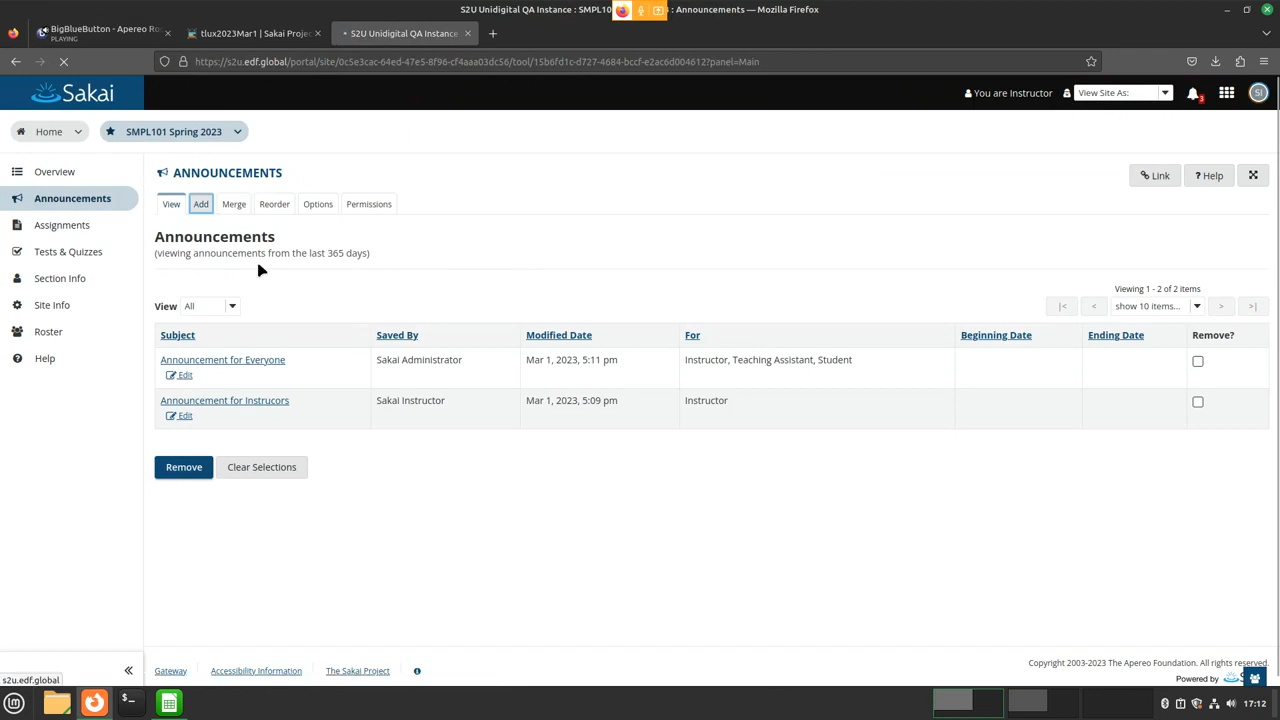 S2U Unidigital QA Instance : SMPL101 : Announcements — Mozilla Firefox
BigBlueButton - Apereo Ro
PLAYING
tlux2023Mar1 | Sakai Projec
S2U Unidigital QA Instance
https://s2u.edf.global/portal/site/0c5e3cac-64ed-47e5-8f96-cf4aaa03dc56/tool/15b6fd1c-d727-4684-bccf-e2ac6d004612?panel=Main
Sakai
You are Instructor
View Site As:
3
SI
Home
SMPL101 Spring 2023
Overview
Announcements
Assignments
Tests & Quizzes
Section Info
Site Info
Roster
Help
ANNOUNCEMENTS
Link
Help
View
Add
Merge
Reorder
Options
Permissions
Announcements
(viewing announcements from the last 365 days)
Viewing 1 - 2 of 2 items
View
All
|<
<
show 10 items...
>
>|
Subject
Saved By
Modified Date
For
Beginning Date
Ending Date
Remove?
Announcement for Everyone
Sakai Administrator
Mar 1, 2023, 5:11 pm
Instructor, Teaching Assistant, Student
Edit
Announcement for Instrucors
Sakai Instructor
Mar 1, 2023, 5:09 pm
Instructor
Edit
Remove
Clear Selections
Gateway
Accessibility Information
The Sakai Project
Copyright 2003-2023 The Apereo Foundation. All rights reserved.
Powered by
s2u.edf.global
17:12